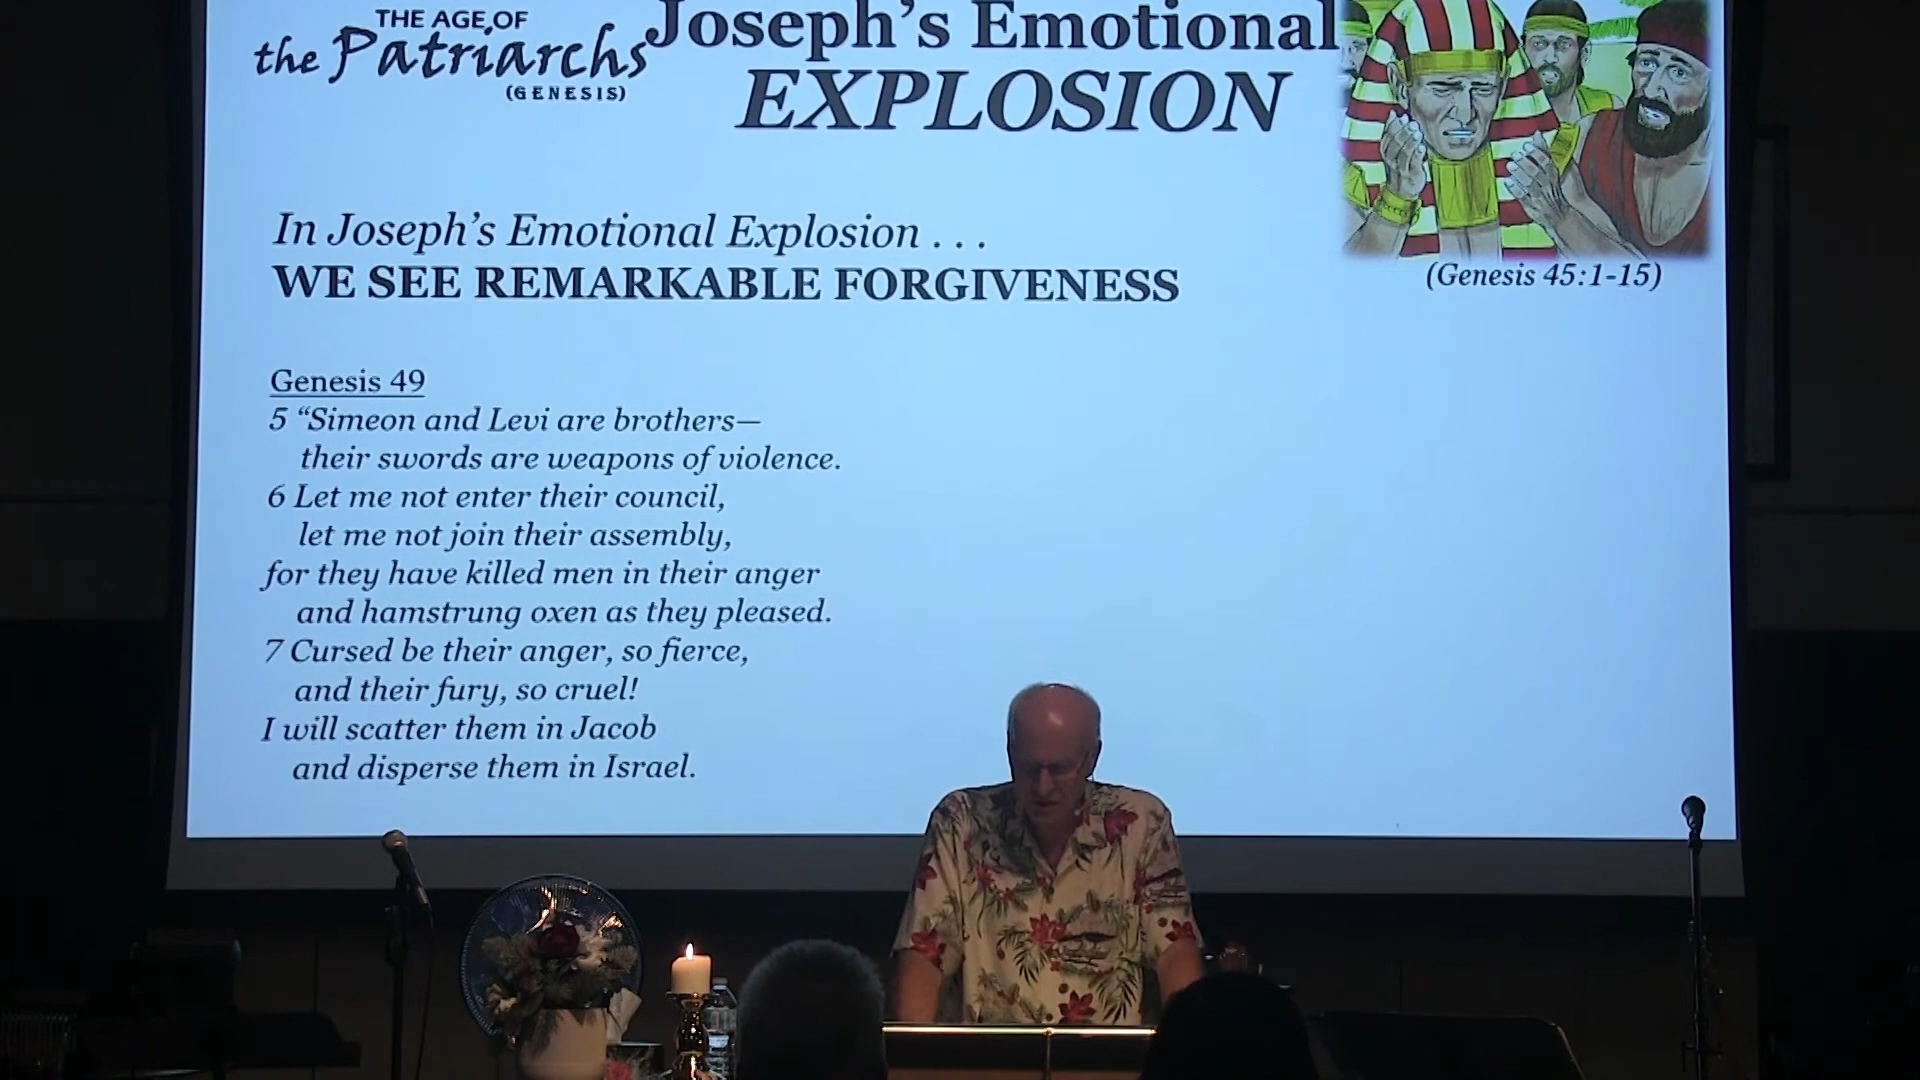 THE AGE OF
the Patriarchs
(GENESIS)
Joseph’s Emotional
EXPLOSION
(Genesis 45:1-15)
In Joseph’s Emotional Explosion . . .
WE SEE REMARKABLE FORGIVENESS
Genesis 49
5 “Simeon and Levi are brothers—
their swords are weapons of violence.
6 Let me not enter their council,
let me not join their assembly,
for they have killed men in their anger
and hamstrung oxen as they pleased.
7 Cursed be their anger, so fierce,
and their fury, so cruel!
I will scatter them in Jacob
and disperse them in Israel.